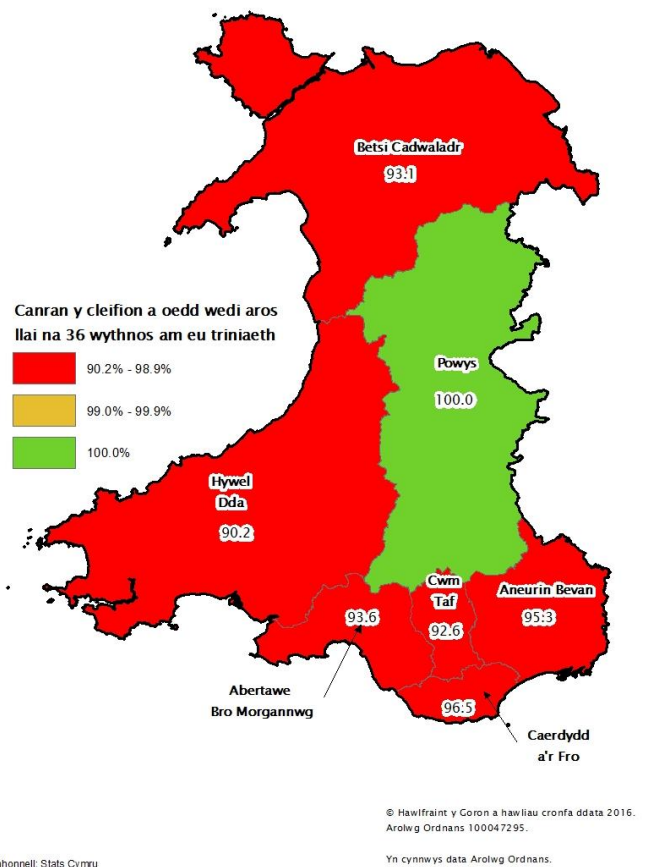 Betsi Cadwaladr
93.1
Canran y cleifion a oedd wedi aros
llai na 36 wythnos am eu triniaeth
90.2% - 98.9%
99.0% - 99.9%
100.0%
Powys
100.0
Hywel
Dda
90.2
Cwm
Taf
92.6
Aneurin Bevan
95.3
93.6
Abertawe
Bro Morgannwg
96.5
Caerdydd
a'r Fro
© Hawlfraint y Goron a hawliau cronfa ddata 2016.
Arolwg Ordnans 100047295.
Yn cynnwys data Arolwg Ordnans.
Stats Cymru